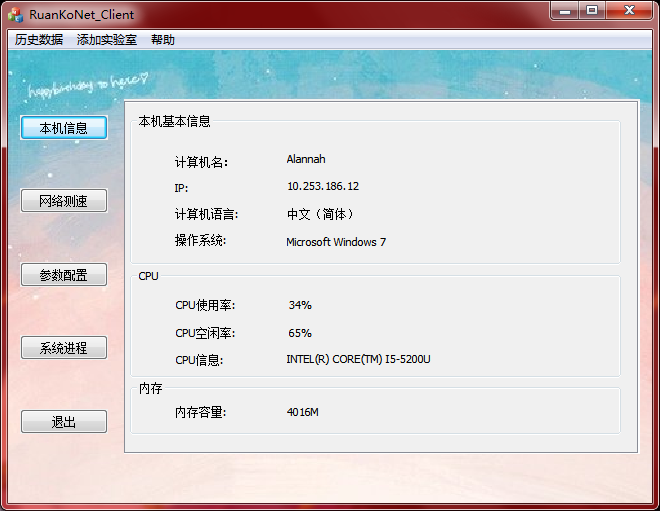 RuanKoNet_Client
历史数据 添加实验室 帮助
happybirthday to here
本机信息
网络测速
参数配置
系统进程
退出
本机基本信息
计算机名: Alannah
IP: 10.253.186.12
计算机语言: 中文（简体）
操作系统: Microsoft Windows 7
CPU
CPU使用率: 34%
CPU空闲率: 65%
CPU信息: INTEL(R) CORE(TM) I5-5200U
内存
内存容量: 4016M